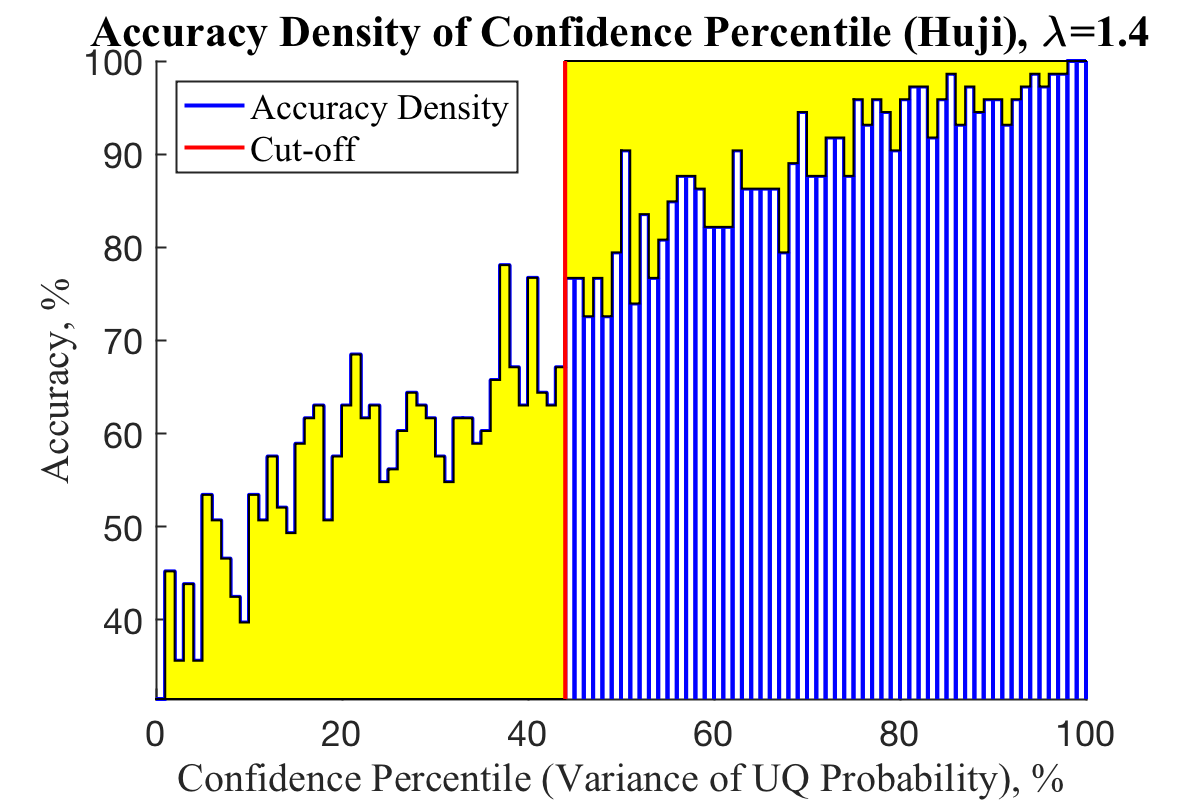 Accuracy Density of Confidence Percentile (Huji), λ=1.4
Accuracy Density
Cut-off
100
90
80
70
60
50
40
Accuracy, %
0 20 40 60 80 100
Confidence Percentile (Variance of UQ Probability), %